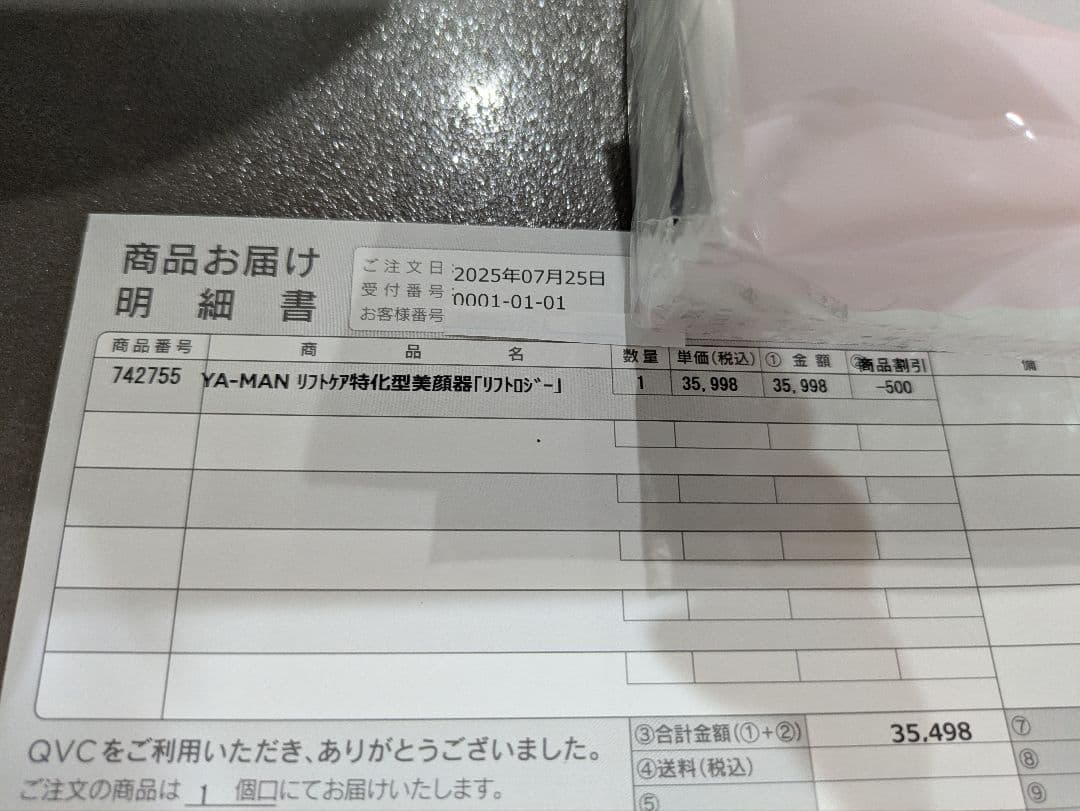 商品お届け
明細書
ご注文日: 2025年07月25日
受付番号: 0001-01-01
お客様番号
商品番号 商品名 数量 単価(税込) ① 金額 ②商品割引 備
742755 YA-MAN ﾘﾌﾄｹｱ特化型美顔器「ﾘﾌﾄﾛｼﾞｰ」 1 35,998 35,998 -500
③合計金額(①+②) 35,498 ⑦
④送料(税込) ⑧
⑤ ⑨
QVCをご利用いただき、ありがとうございました。
ご注文の商品は 1 個口にてお届けいたします。